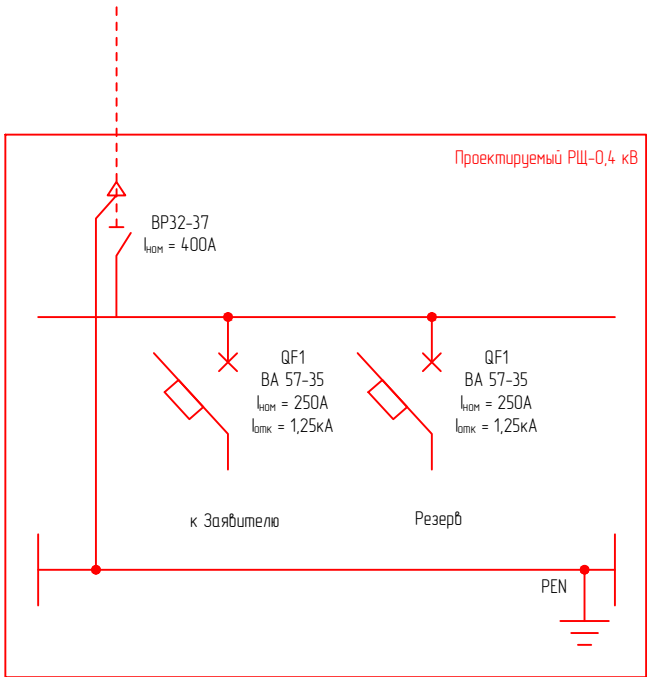 Проектируемый РЩ-0,4 кВ
ВР32-37
Iном = 400А
QF1
ВА 57-35
Iном = 250А
Iотк = 1,25кА
QF1
ВА 57-35
Iном = 250А
Iотк = 1,25кА
к Заявителю
Резерв
PEN